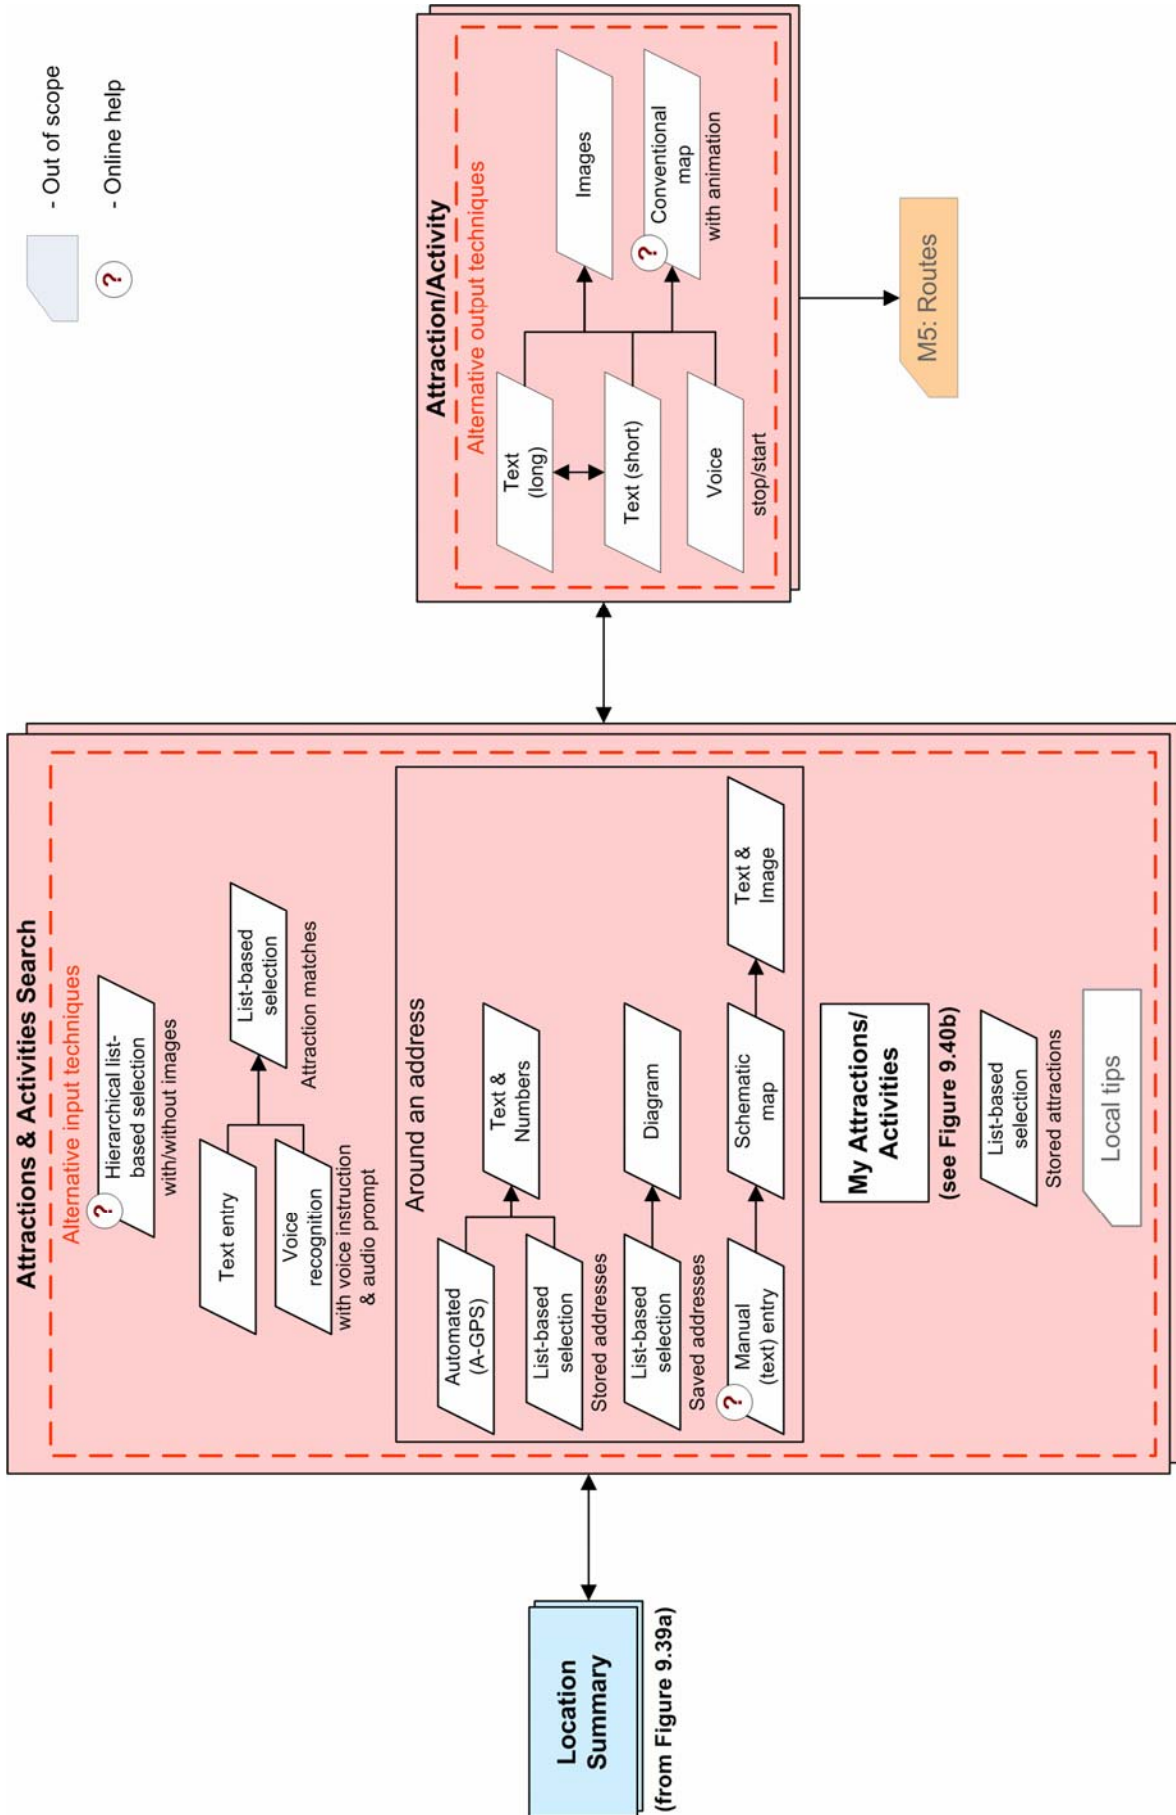 Location
Summary
(from Figure 9.39a)
Attractions & Activities Search
Alternative input techniques
?
Hierarchical list-
based selection
with/without images
Text entry
Voice
recognition
with voice instruction
& audio prompt
List-based
selection
Attraction matches
Around an address
Automated
(A-GPS)
List-based
selection
Stored addresses
Text &
Numbers
List-based
selection
Saved addresses
Diagram
?
Manual
(text) entry
Schematic
map
Text &
Image
My Attractions/
Activities
(see Figure 9.40b)
List-based
selection
Stored attractions
Local tips
- Out of scope
?
- Online help
Attraction/Activity
Alternative output techniques
Text
(long)
Text (short)
Voice
stop/start
Images
?
Conventional
map
with animation
M5: Routes